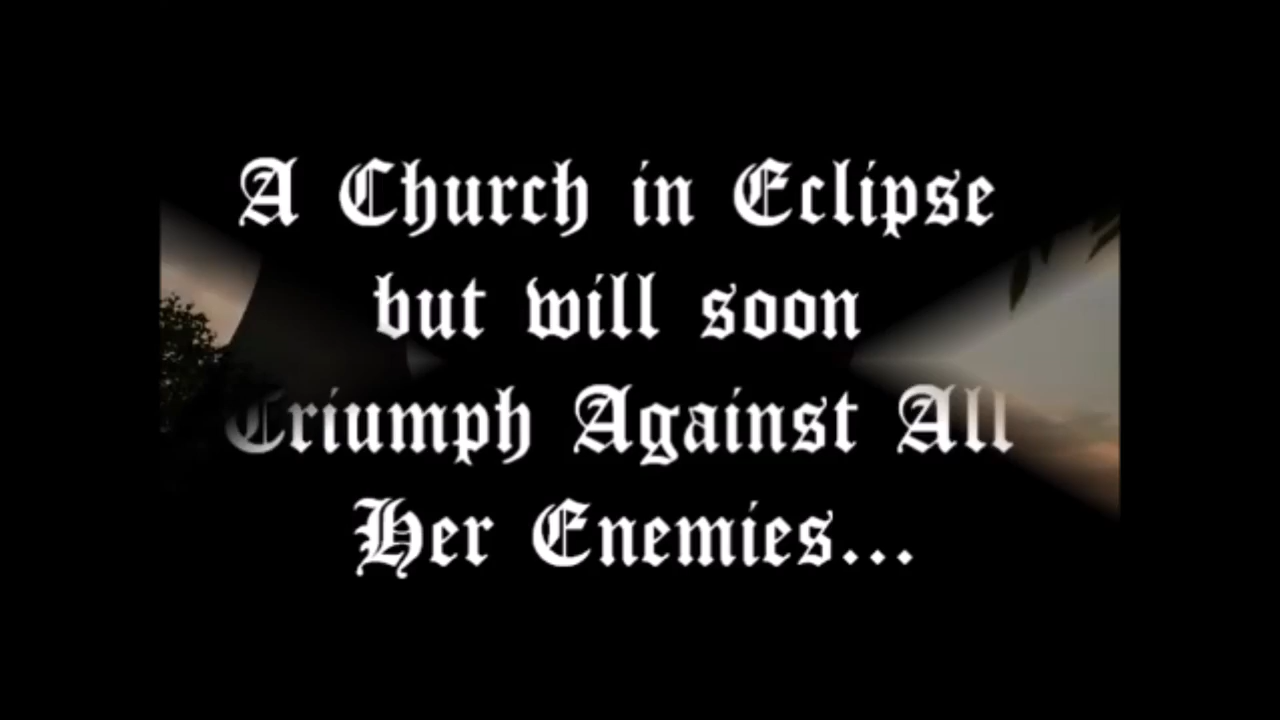 A Church in Eclipse
but will soon
Triumph Against All
Her Enemies...